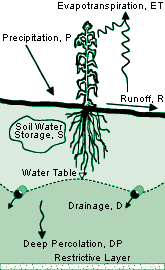 Evapotranspiration, ET
Precipitation, P
Runoff, R
Soil Water
Storage, S
Water Table
Drainage, D
Deep Percolation, DP
Restrictive Layer